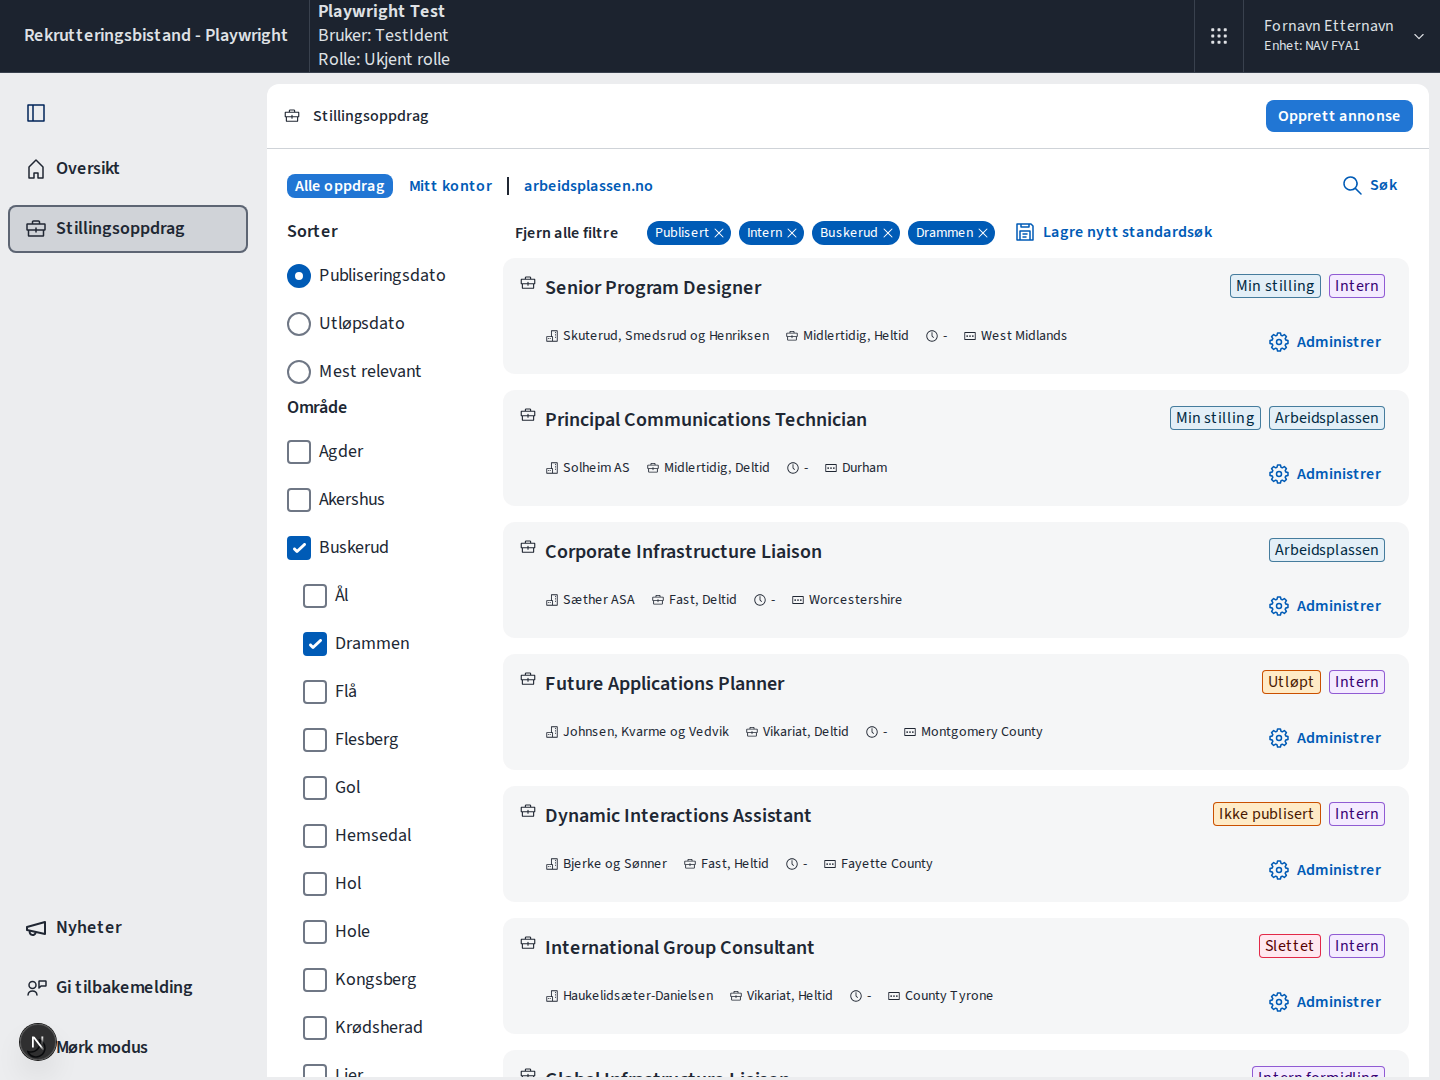 Rekrutteringsbistand - Playwright
Playwright Test
Bruker: TestIdent
Rolle: Ukjent rolle
Fornavn Etternavn
Enhet: NAV FYA1
Oversikt
Stillingsoppdrag
Nyheter
Gi tilbakemelding
N
Mørk modus
Stillingsoppdrag
Opprett annonse
Alle oppdrag
Mitt kontor
arbeidsplassen.no
Søk
Sorter
Publiseringsdato
Utløpsdato
Mest relevant
Område
Agder
Akershus
Buskerud
Ål
Drammen
Flå
Flesberg
Gol
Hemsedal
Hol
Hole
Kongsberg
Krødsherad
Lier
Fjern alle filtre
Publisert
Intern
Buskerud
Drammen
Lagre nytt standardsøk
Senior Program Designer
Min stilling
Intern
Skuterud, Smedsrud og Henriksen
Midlertidig, Heltid
-
West Midlands
Administrer
Principal Communications Technician
Min stilling
Arbeidsplassen
Solheim AS
Midlertidig, Deltid
-
Durham
Administrer
Corporate Infrastructure Liaison
Arbeidsplassen
Sæther ASA
Fast, Deltid
-
Worcestershire
Administrer
Future Applications Planner
Utløpt
Intern
Johnsen, Kvarme og Vedvik
Vikariat, Deltid
-
Montgomery County
Administrer
Dynamic Interactions Assistant
Ikke publisert
Intern
Bjerke og Sønner
Fast, Heltid
-
Fayette County
Administrer
International Group Consultant
Slettet
Intern
Haukelidsæter-Danielsen
Vikariat, Heltid
-
County Tyrone
Administrer
Global Infrastructure Liaison
Intern formidling